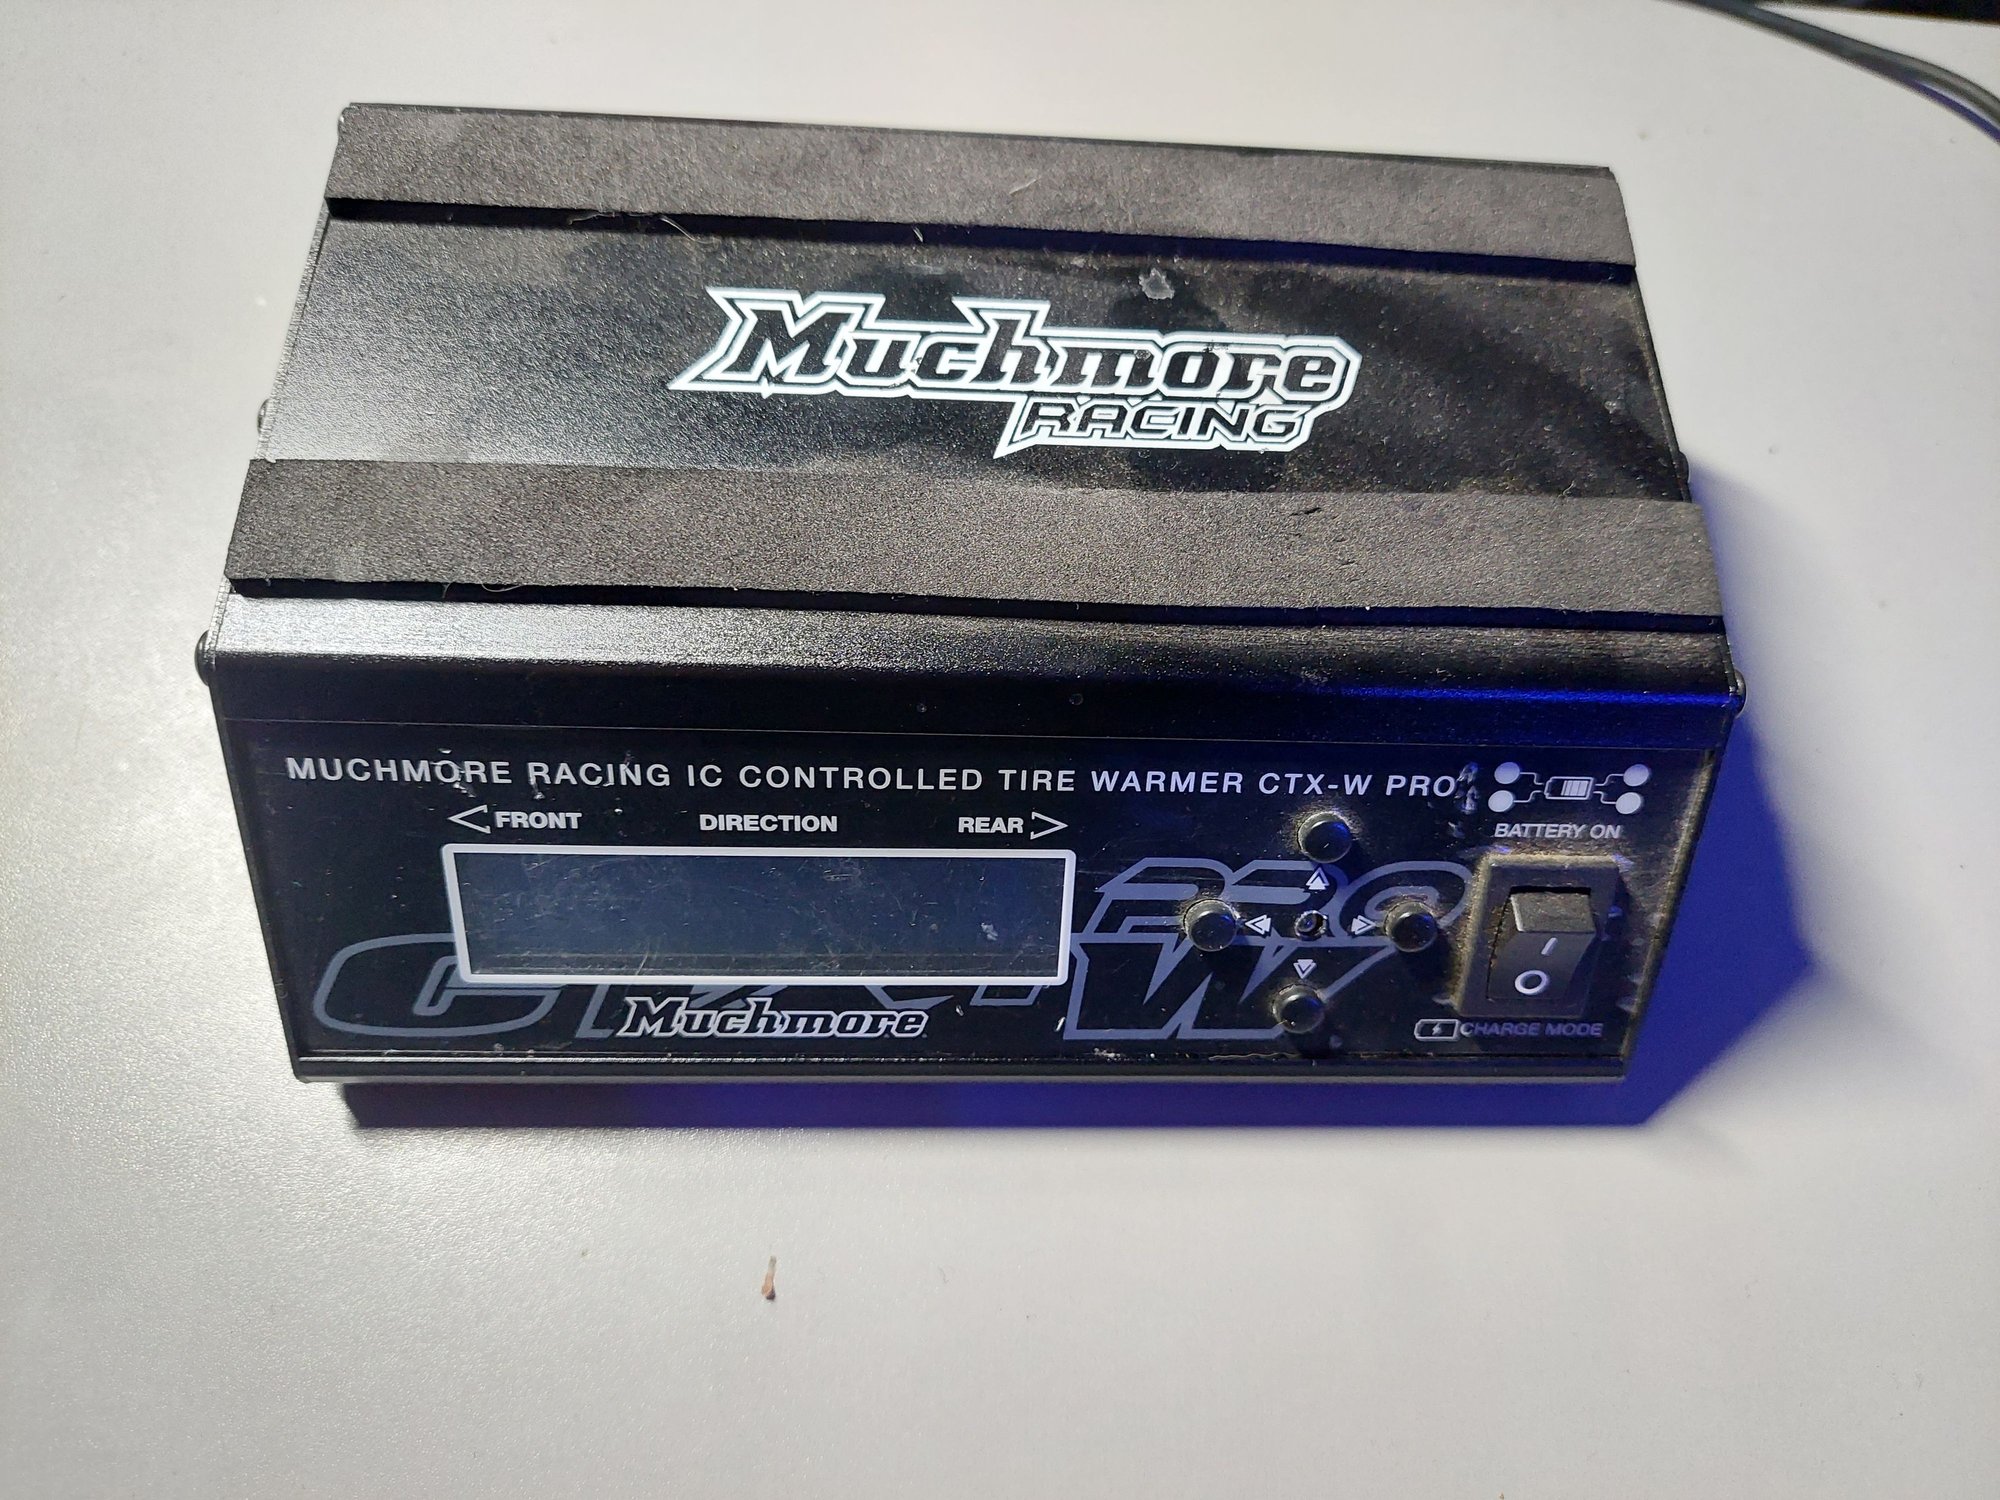 Muchmore
RACING
MUCHMORE RACING IC CONTROLLED TIRE WARMER CTX-W PRO
FRONT DIRECTION REAR
BATTERY ON
PRO
CTX-W
Muchmore
I
O
CHARGE MODE